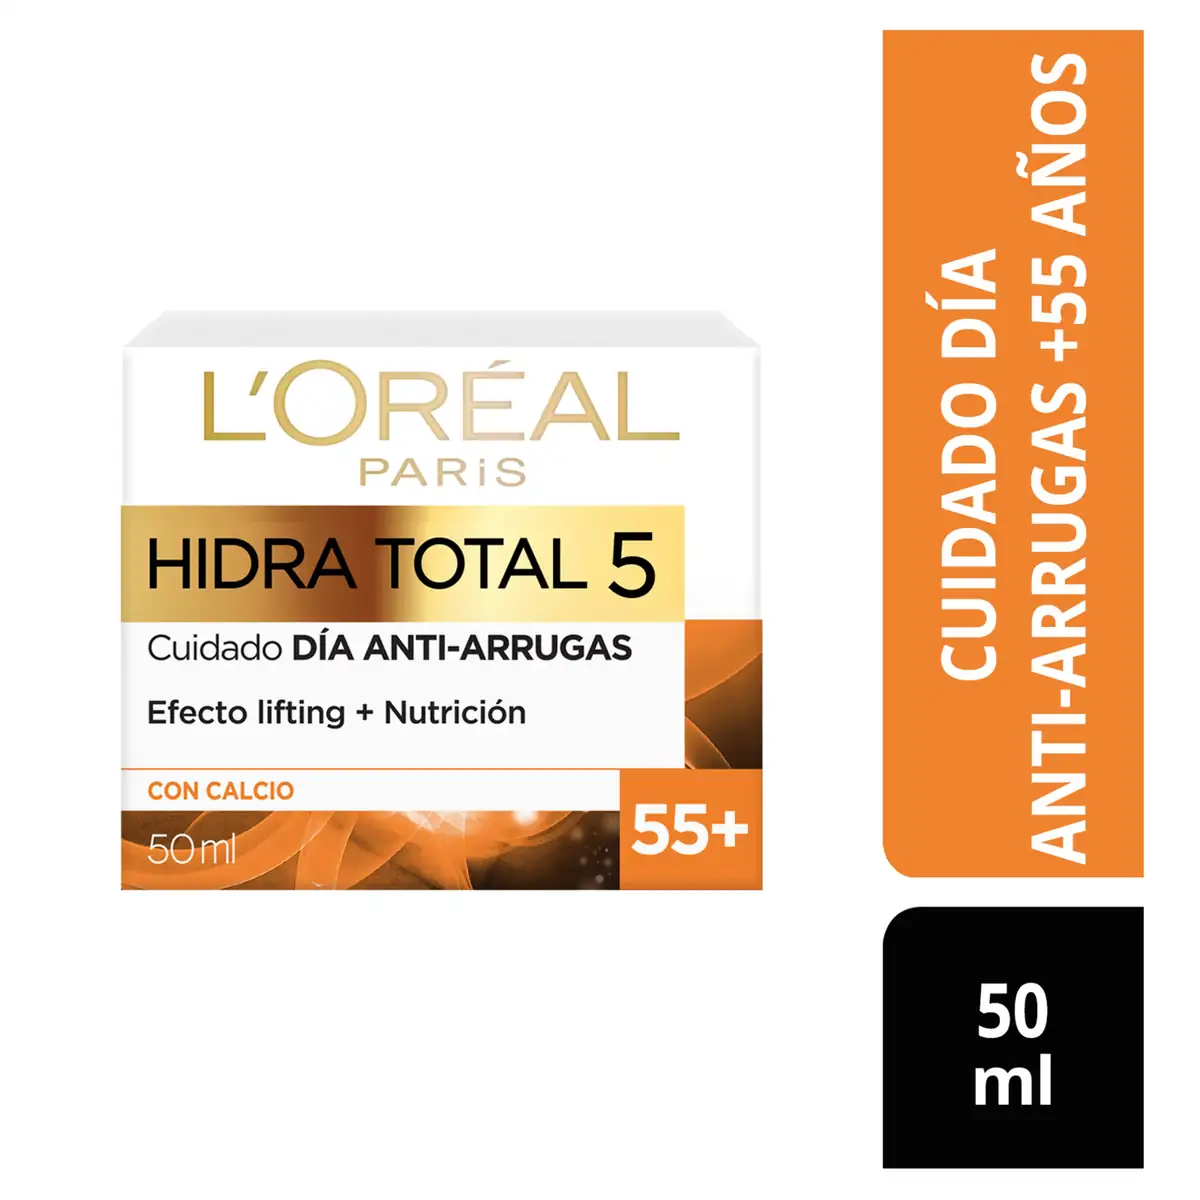 L'ORÉAL
PARiS
HIDRA TOTAL 5
Cuidado DÍA ANTI-ARRUGAS
Efecto lifting + Nutrición
CON CALCIO
50ml
55+
CUIDADO DÍA
ANTI-ARRUGAS +55 AÑOS
50
ml